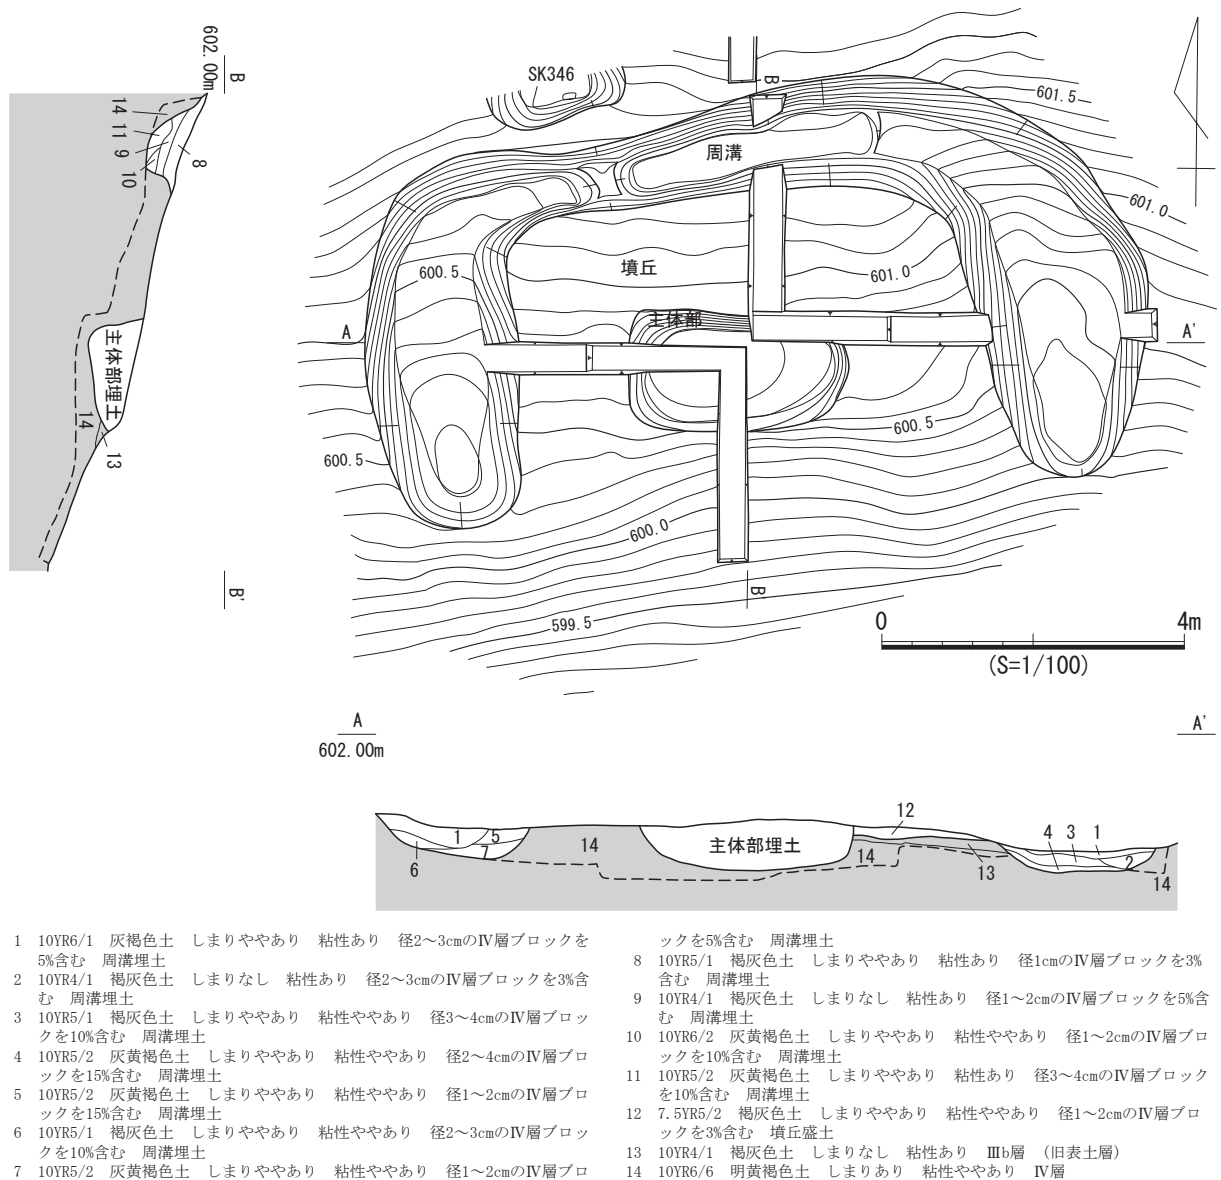 602.00m
B
14
11
9
10
8
主体部埋土
14
13
B'
SK346
B
601.5
周溝
601.0
600.5
墳丘
601.0
主体部
A
A'
600.5
600.5
600.0
B'
599.5
0
4m
(S=1/100)
A
602.00m
A'
1
5
7
6
14
主体部埋土
12
14
13
4
3
1
2
14
1 10YR6/1 灰褐色土 しまりややあり 粘性あり 径2～3cmのⅣ層ブロックを
5%含む 周溝埋土
2 10YR4/1 褐灰色土 しまりなし 粘性あり 径2～3cmのⅣ層ブロックを3%含
む 周溝埋土
3 10YR5/1 褐灰色土 しまりややあり 粘性ややあり 径3～4cmのⅣ層ブロッ
クを10%含む 周溝埋土
4 10YR5/2 灰黄褐色土 しまりややあり 粘性ややあり 径2～4cmのⅣ層ブロ
ックを15%含む 周溝埋土
5 10YR5/2 灰黄褐色土 しまりややあり 粘性ややあり 径1～2cmのⅣ層ブロ
ックを15%含む 周溝埋土
6 10YR5/1 褐灰色土 しまりややあり 粘性ややあり 径2～3cmのⅣ層ブロッ
クを10%含む 周溝埋土
7 10YR5/2 灰黄褐色土 しまりややあり 粘性ややあり 径1～2cmのⅣ層ブロ
ックを5%含む 周溝埋土
8 10YR5/1 褐灰色土 しまりややあり 粘性あり 径1cmのⅣ層ブロックを3%
含む 周溝埋土
9 10YR4/1 褐灰色土 しまりなし 粘性あり 径1～2cmのⅣ層ブロックを5%含
む 周溝埋土
10 10YR6/2 灰黄褐色土 しまりややあり 粘性ややあり 径1～2cmのⅣ層ブロ
ックを10%含む 周溝埋土
11 10YR5/2 灰黄褐色土 しまりややあり 粘性あり 径3～4cmのⅣ層ブロック
を10%含む 周溝埋土
12 7.5YR5/2 褐灰色土 しまりややあり 粘性ややあり 径1～2cmのⅣ層ブロ
ックを3%含む 墳丘盛土
13 10YR4/1 褐灰色土 しまりなし 粘性あり Ⅲb層 （旧表土層）
14 10YR6/6 明黄褐色土 しまりあり 粘性ややあり Ⅳ層